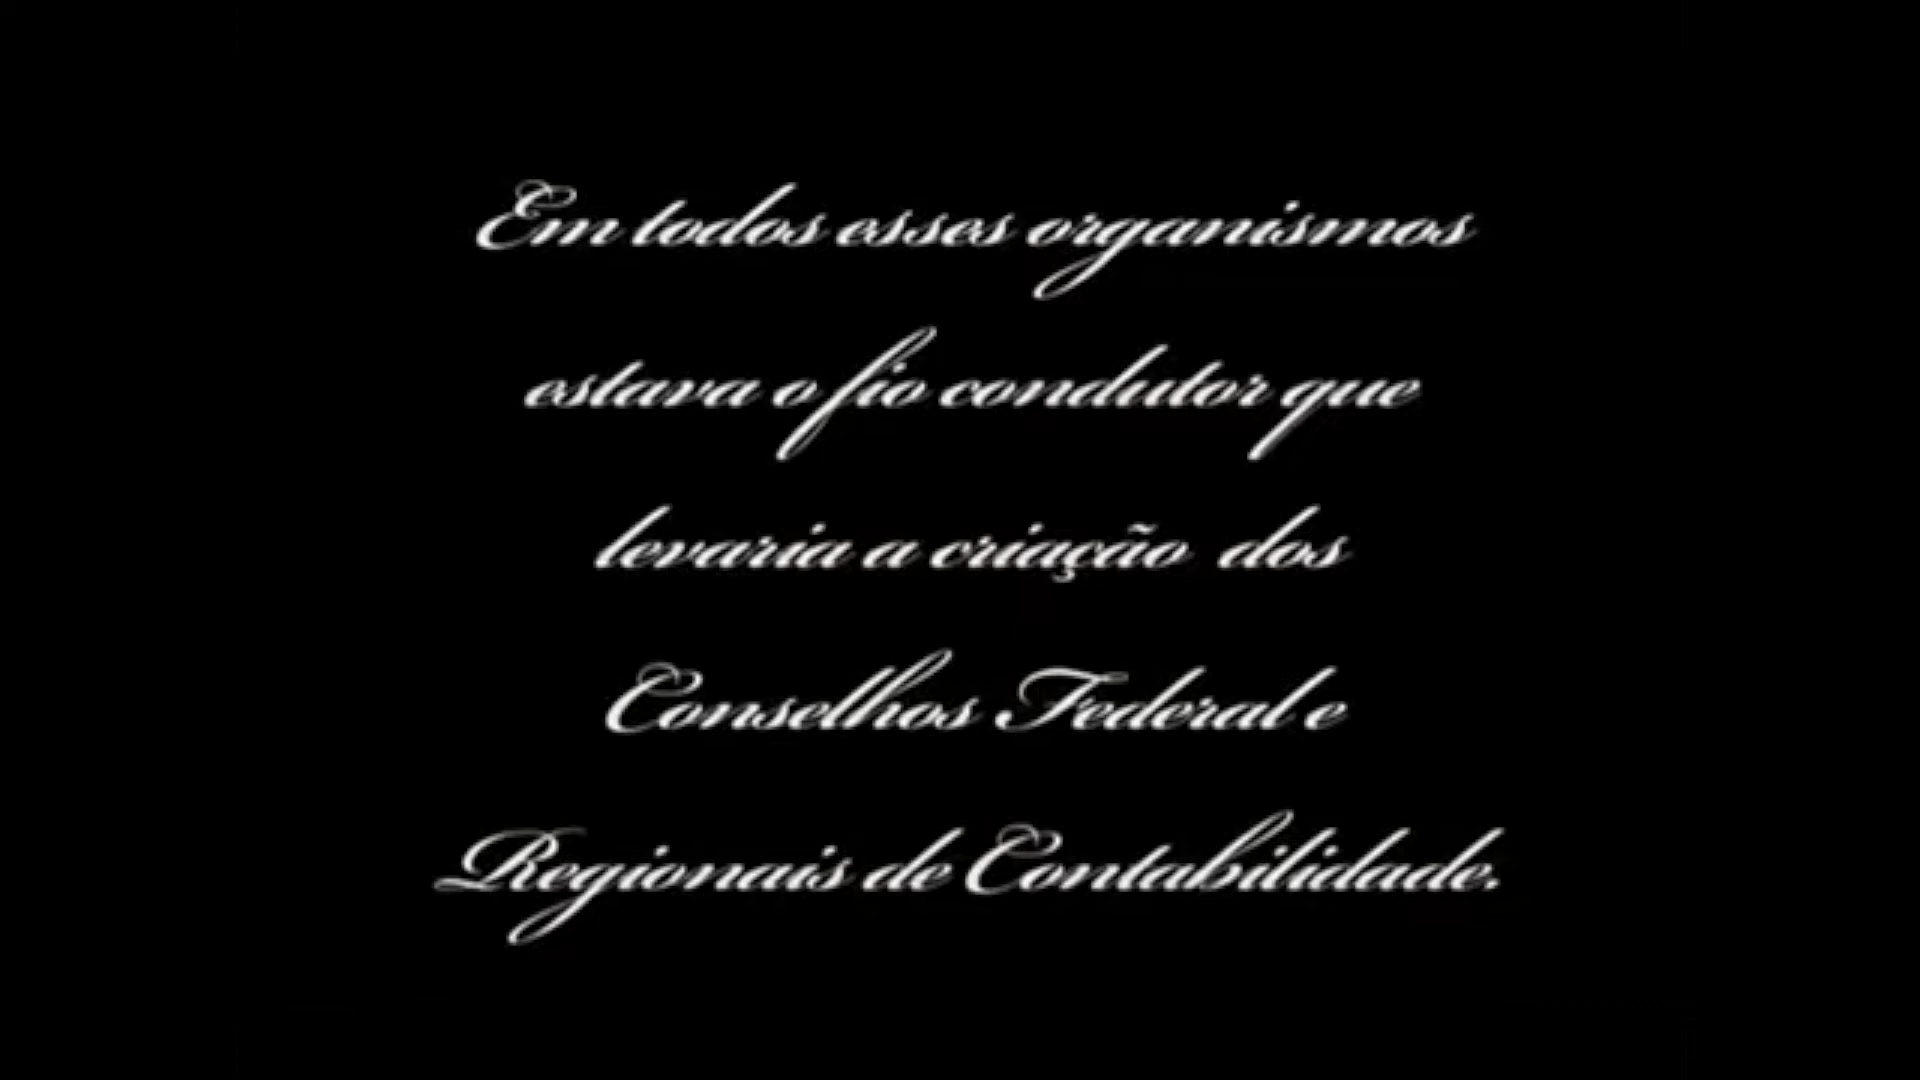 Em todos esses organismos
estava o fio condutor que
levaria a criação dos
Conselhos Federal e
Regionais de Contabilidade.